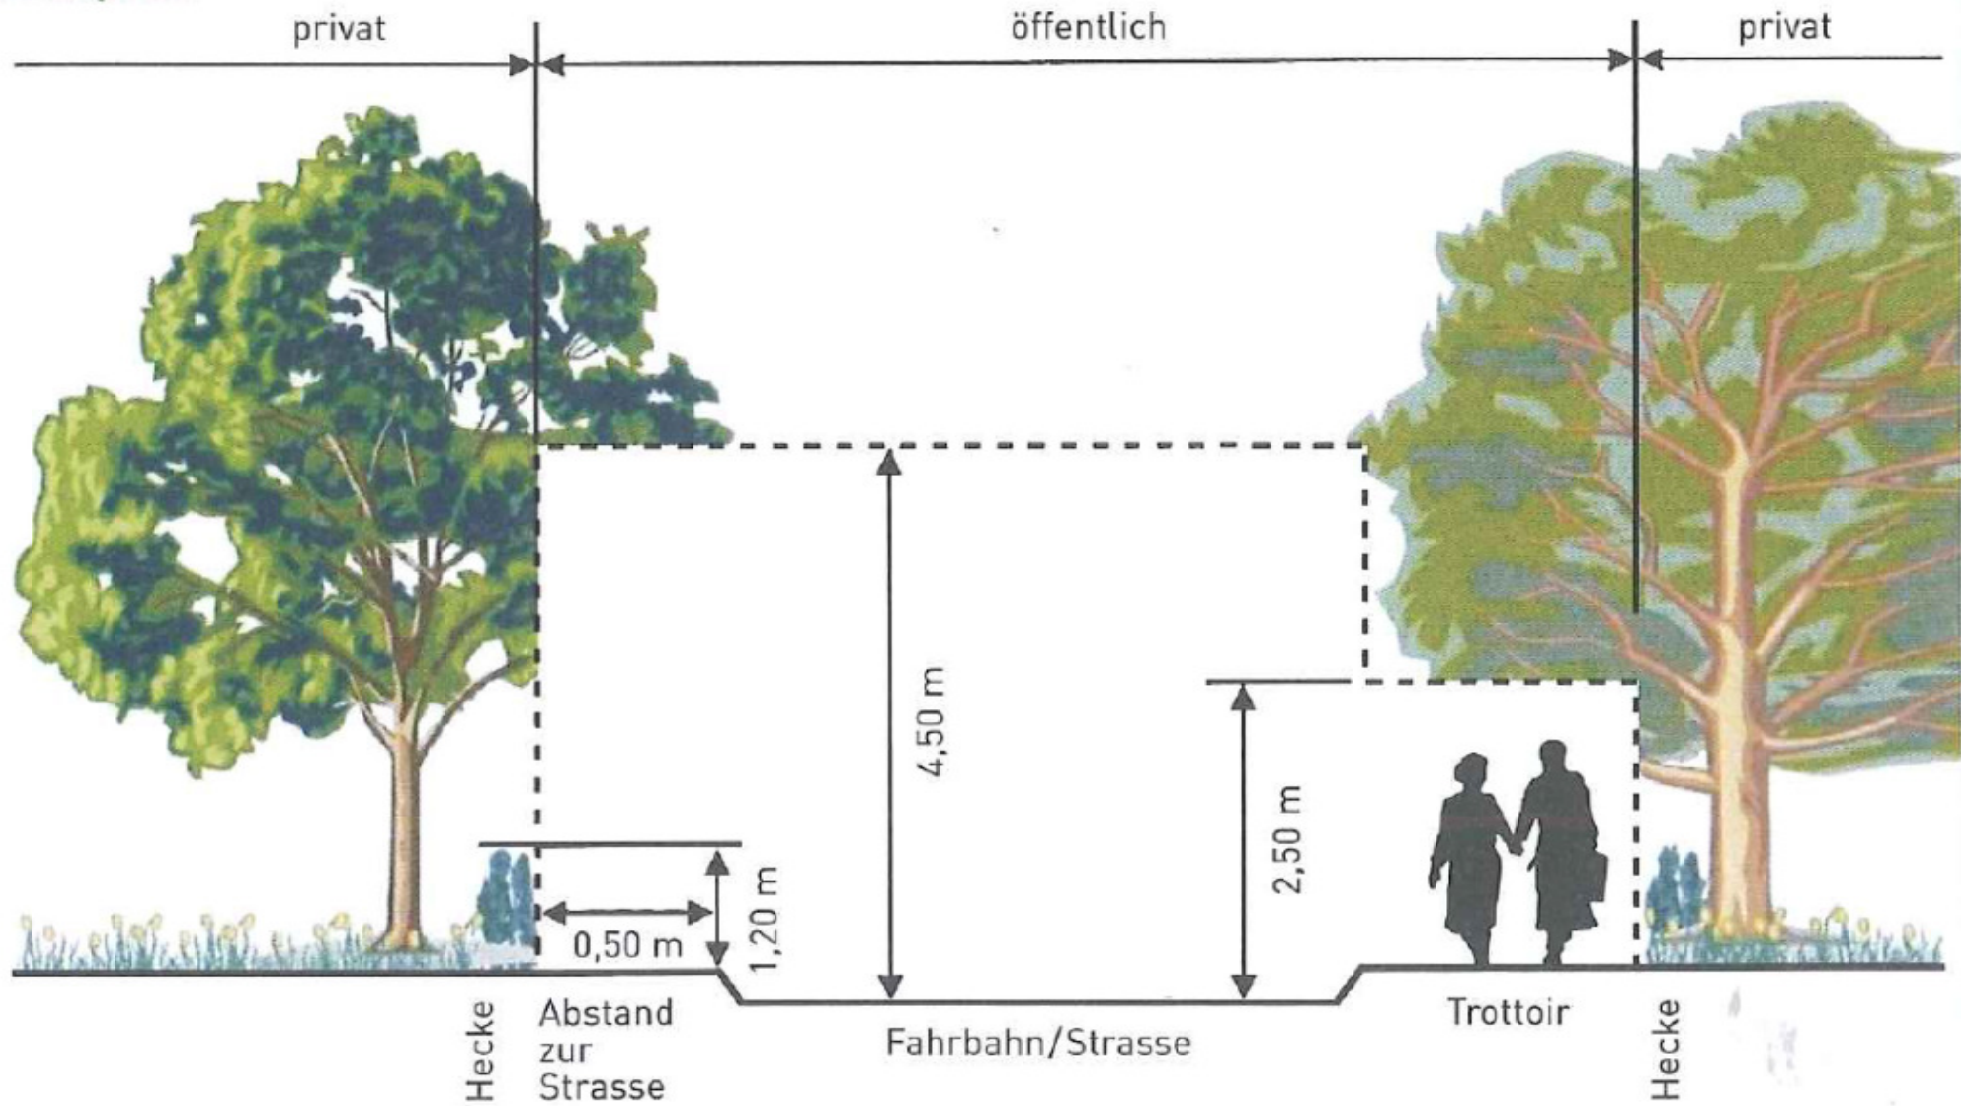 privat
öffentlich
privat
4,50 m
2,50 m
1,20 m
0,50 m
Hecke
Abstand
zur
Strasse
Fahrbahn/Strasse
Trottoir
Hecke